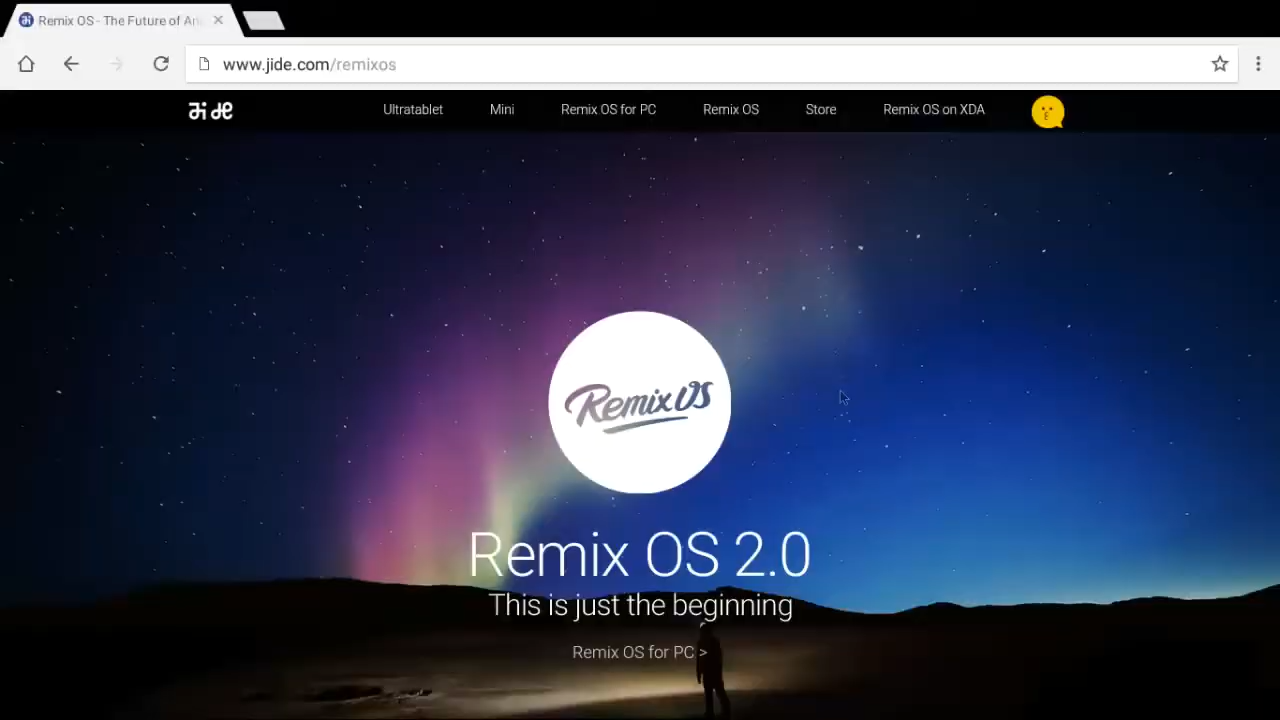 Remix OS - The Future of An
www.jide.com/remixos
Jide
Ultratablet Mini Remix OS for PC Remix OS Store Remix OS on XDA
Remix OS
Remix OS 2.0
This is just the beginning
Remix OS for PC >